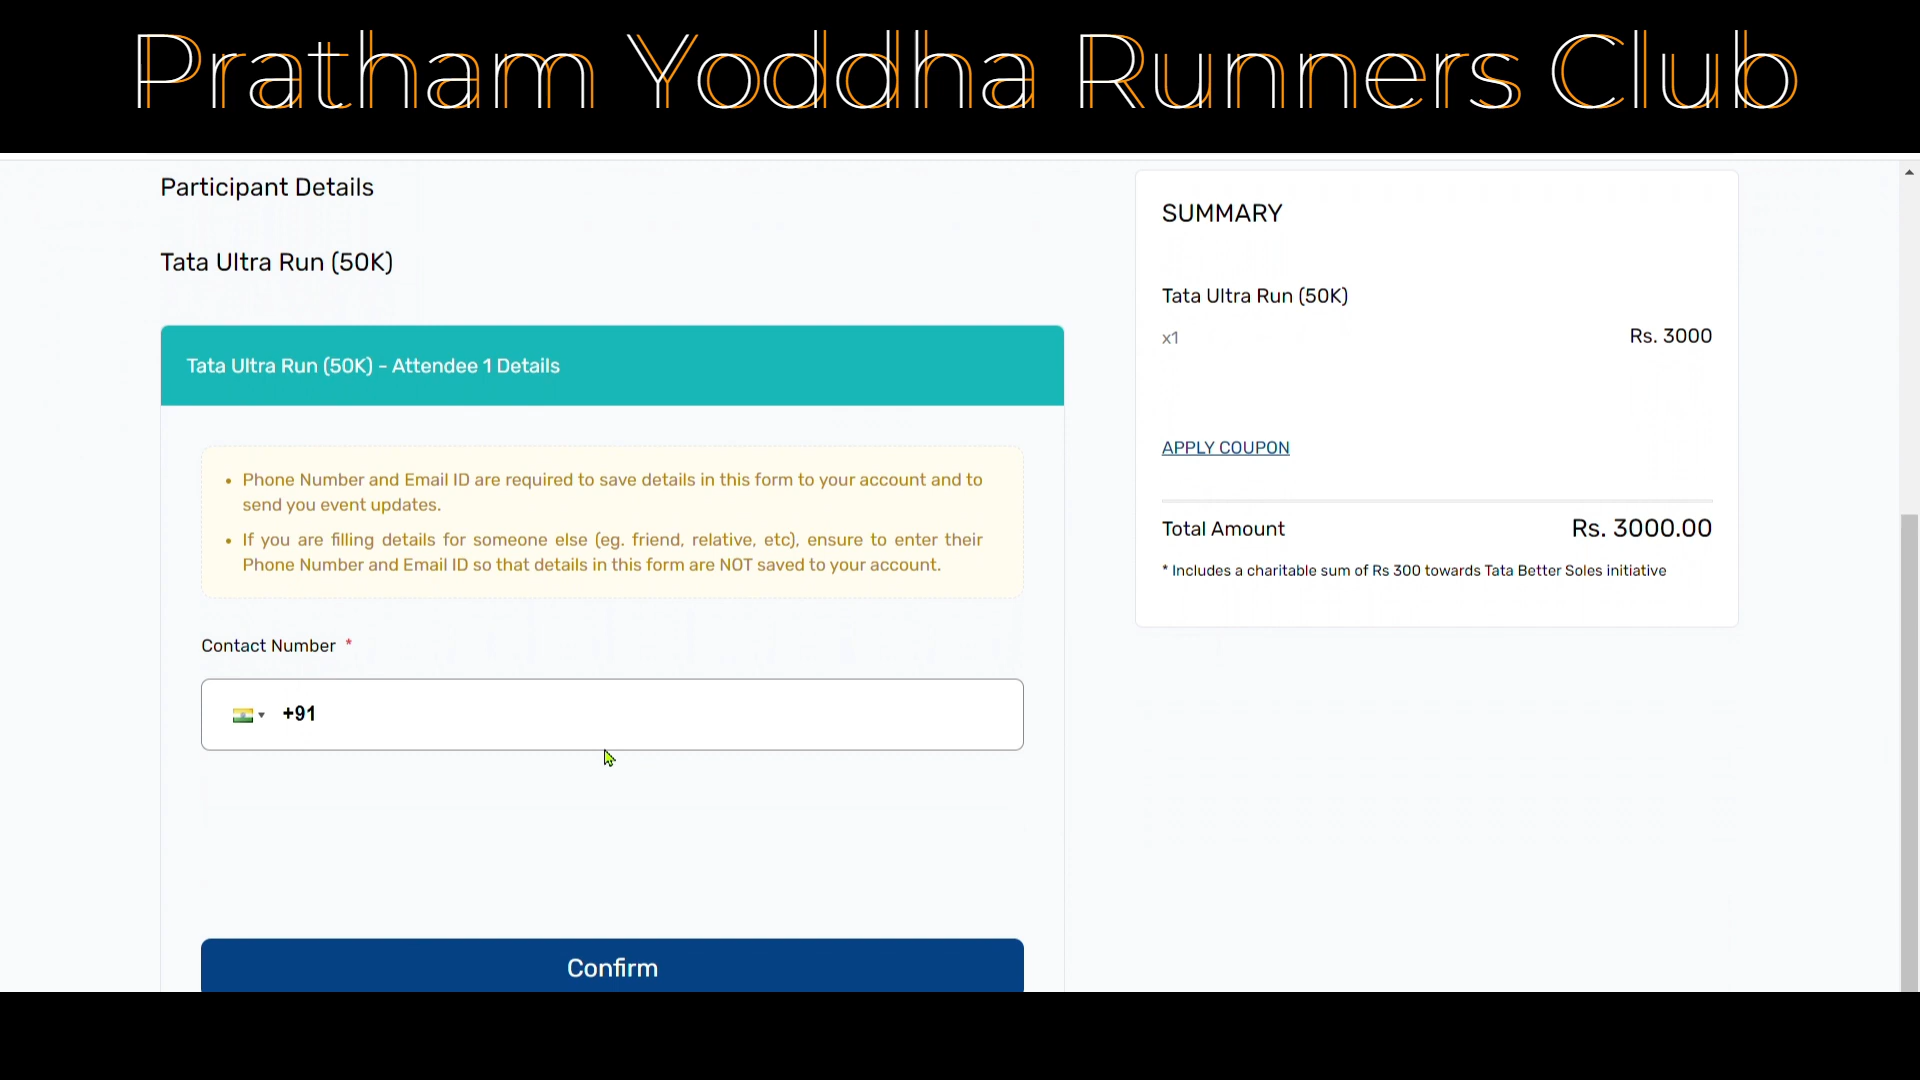 Pratham Yoddha Runners Club
Participant Details
Tata Ultra Run (50K)
Tata Ultra Run (50K) - Attendee 1 Details
• Phone Number and Email ID are required to save details in this form to your account and to
send you event updates.
• If you are filling details for someone else (eg. friend, relative, etc), ensure to enter their
Phone Number and Email ID so that details in this form are NOT saved to your account.
Contact Number *
+91
Confirm
SUMMARY
Tata Ultra Run (50K)
x1 Rs. 3000
APPLY COUPON
Total Amount Rs. 3000.00
* Includes a charitable sum of Rs 300 towards Tata Better Soles initiative